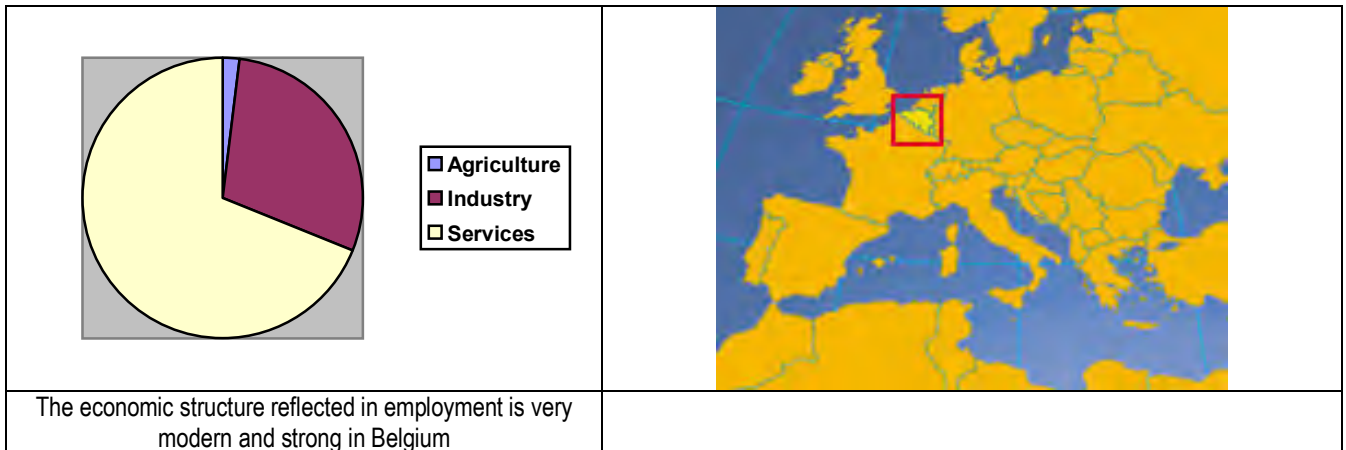 Agriculture
Industry
Services
The economic structure reflected in employment is very
modern and strong in Belgium